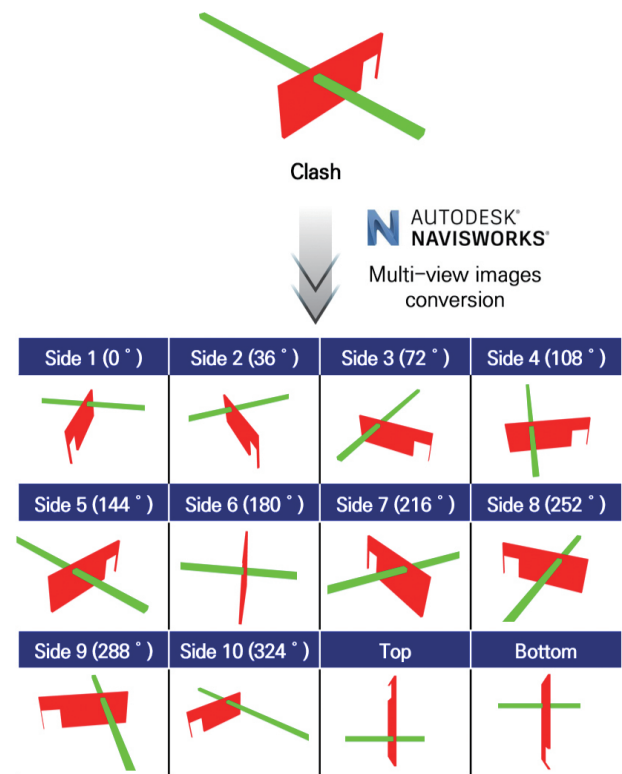 Clash
AUTODESK®
NAVISWORKS®
Multi-view images
conversion
Side 1 (0 ˚ )
Side 2 (36 ˚ )
Side 3 (72 ˚ )
Side 4 (108 ˚ )
Side 5 (144 ˚ )
Side 6 (180 ˚ )
Side 7 (216 ˚ )
Side 8 (252 ˚ )
Side 9 (288 ˚ )
Side 10 (324 ˚ )
Top
Bottom